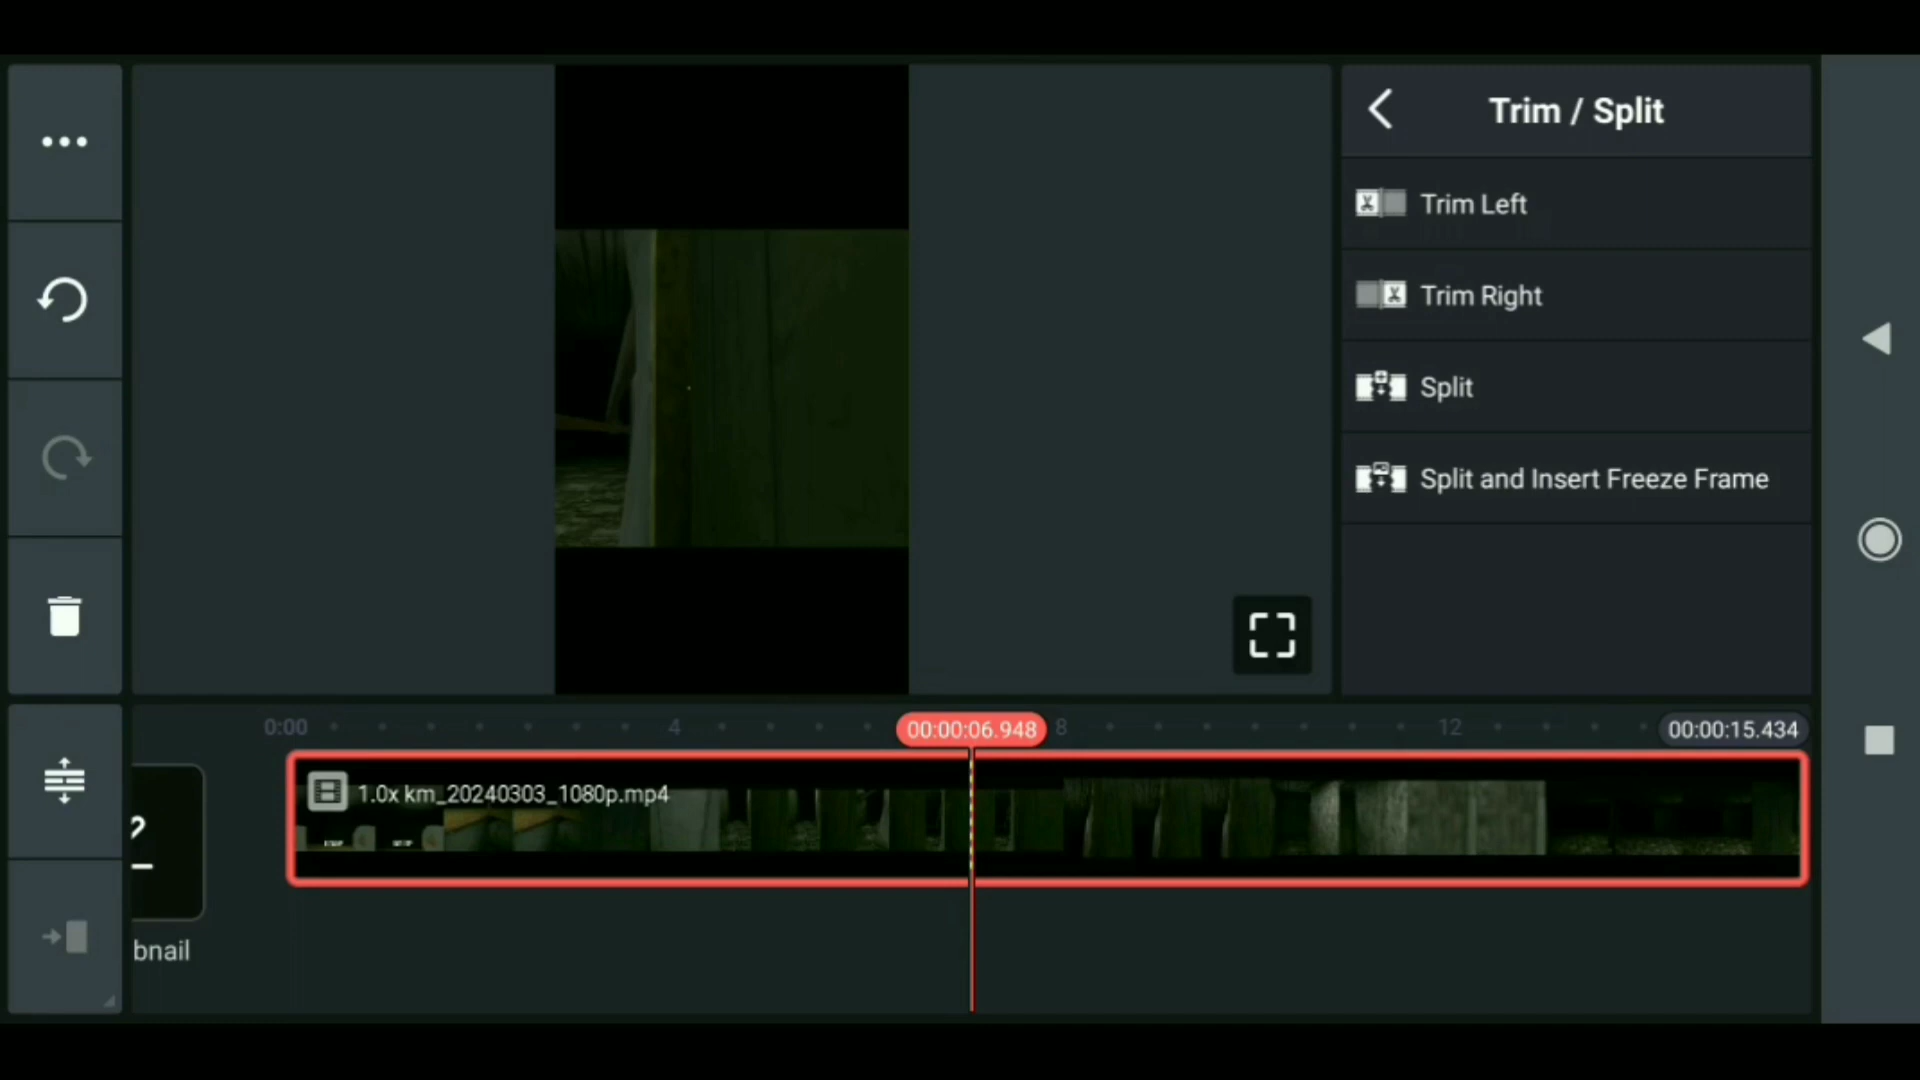 Trim / Split
Trim Left
Trim Right
Split
Split and Insert Freeze Frame
0:00
4
00:00:06.948
8
12
00:00:15.434
1.0x km_20240303_1080p.mp4
bnail